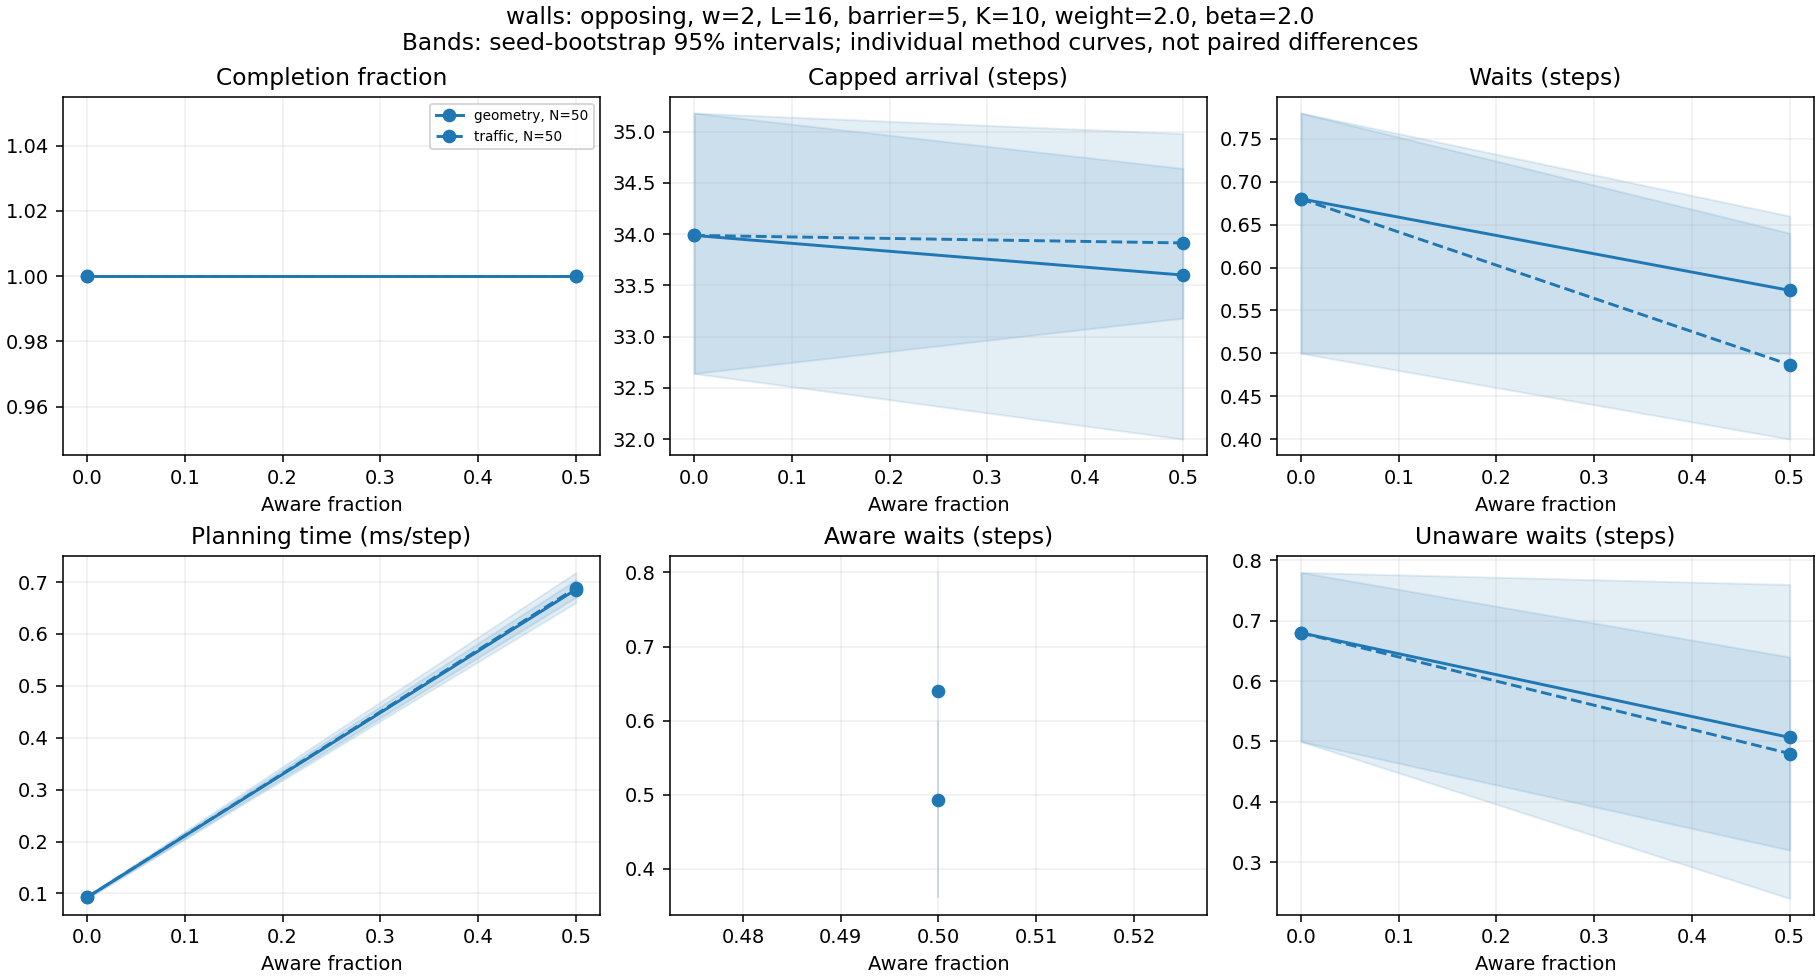 walls: opposing, w=2, L=16, barrier=5, K=10, weight=2.0, beta=2.0
Bands: seed-bootstrap 95% intervals; individual method curves, not paired differences
Completion fraction
geometry, N=50
traffic, N=50
1.04
1.02
1.00
0.98
0.96
0.0 0.1 0.2 0.3 0.4 0.5
Aware fraction
Capped arrival (steps)
35.0
34.5
34.0
33.5
33.0
32.5
32.0
0.0 0.1 0.2 0.3 0.4 0.5
Aware fraction
Waits (steps)
0.75
0.70
0.65
0.60
0.55
0.50
0.45
0.40
0.0 0.1 0.2 0.3 0.4 0.5
Aware fraction
Planning time (ms/step)
0.7
0.6
0.5
0.4
0.3
0.2
0.1
0.0 0.1 0.2 0.3 0.4 0.5
Aware fraction
Aware waits (steps)
0.8
0.7
0.6
0.5
0.4
0.48 0.49 0.50 0.51 0.52
Aware fraction
Unaware waits (steps)
0.8
0.7
0.6
0.5
0.4
0.3
0.0 0.1 0.2 0.3 0.4 0.5
Aware fraction